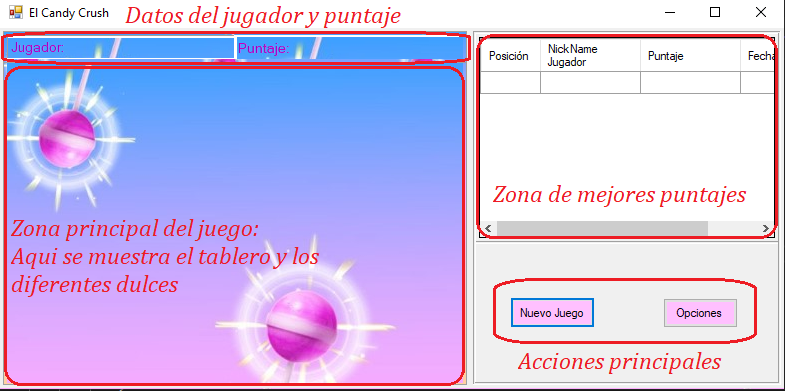 El Candy Crush
Datos del jugador y puntaje
Jugador:
Puntaje:
Posición
NickName
Jugador
Puntaje
Fecha
Zona de mejores puntajes
Zona principal del juego:
Aqui se muestra el tablero y los
diferentes dulces
Nuevo Juego
Opciones
Acciones principales